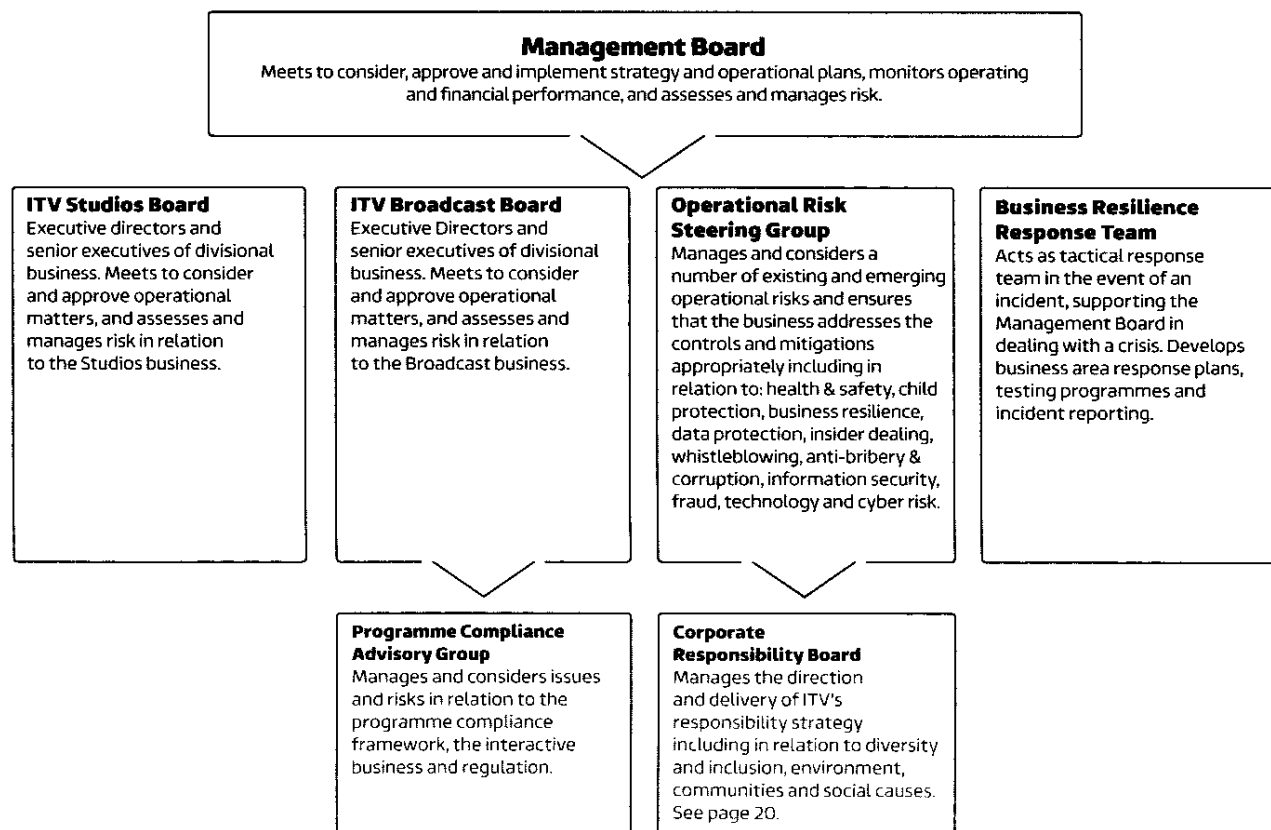 Management Board
Meets to consider, approve and implement strategy and operational plans, monitors operating
and financial performance, and assesses and manages risk.
ITV Studios Board
Executive directors and
senior executives of divisional
business. Meets to consider
and approve operational
matters, and assesses and
manages risk in relation
to the Studios business.
ITV Broadcast Board
Executive Directors and
senior executives of divisional
business. Meets to consider
and approve operational
matters, and assesses and
manages risk in relation
to the Broadcast business.
Operational Risk
Steering Group
Manages and considers a
number of existing and emerging
operational risks and ensures
that the business addresses the
controls and mitigations
appropriately including in
relation to: health & safety, child
protection, business resilience,
data protection, insider dealing,
whistleblowing, anti-bribery &
corruption, information security,
fraud, technology and cyber risk.
Business Resilience
Response Team
Acts as tactical response
team in the event of an
incident, supporting the
Management Board in
dealing with a crisis. Develops
business area response plans,
testing programmes and
incident reporting.
Programme Compliance
Advisory Group
Manages and considers issues
and risks in relation to the
programme compliance
framework, the interactive
business and regulation.
Corporate
Responsibility Board
Manages the direction
and delivery of ITV's
responsibility strategy
including in relation to diversity
and inclusion, environment,
communities and social causes.
See page 20.